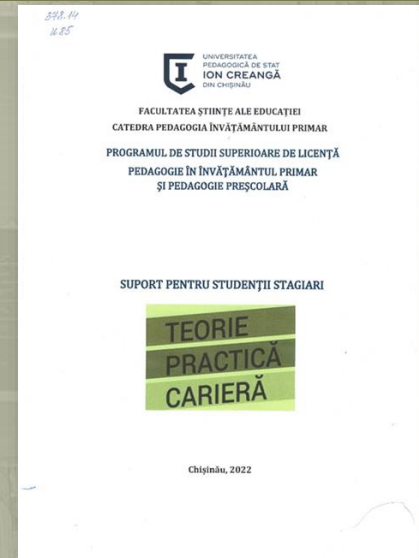 378.14
U85
UNIVERSITATEA
PEDAGOGICĂ DE STAT
ION CREANGĂ
DIN CHIȘINĂU
FACULTATEA ȘTIINȚE ALE EDUCAȚIEI
CATEDRA PEDAGOGIA ÎNVĂȚĂMÂNTULUI PRIMAR
PROGRAMUL DE STUDII SUPERIOARE DE LICENȚĂ
PEDAGOGIE ÎN ÎNVĂȚĂMÂNTUL PRIMAR
ȘI PEDAGOGIE PREȘCOLARĂ
SUPORT PENTRU STUDENȚII STAGIARI
TEORIE
PRACTICĂ
CARIERĂ
Chișinău, 2022